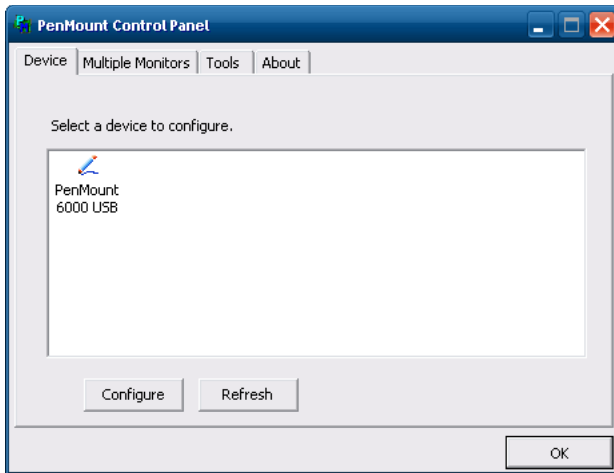 PenMount Control Panel
Device Multiple Monitors Tools About
Select a device to configure.
PenMount
6000 USB
Configure Refresh
OK